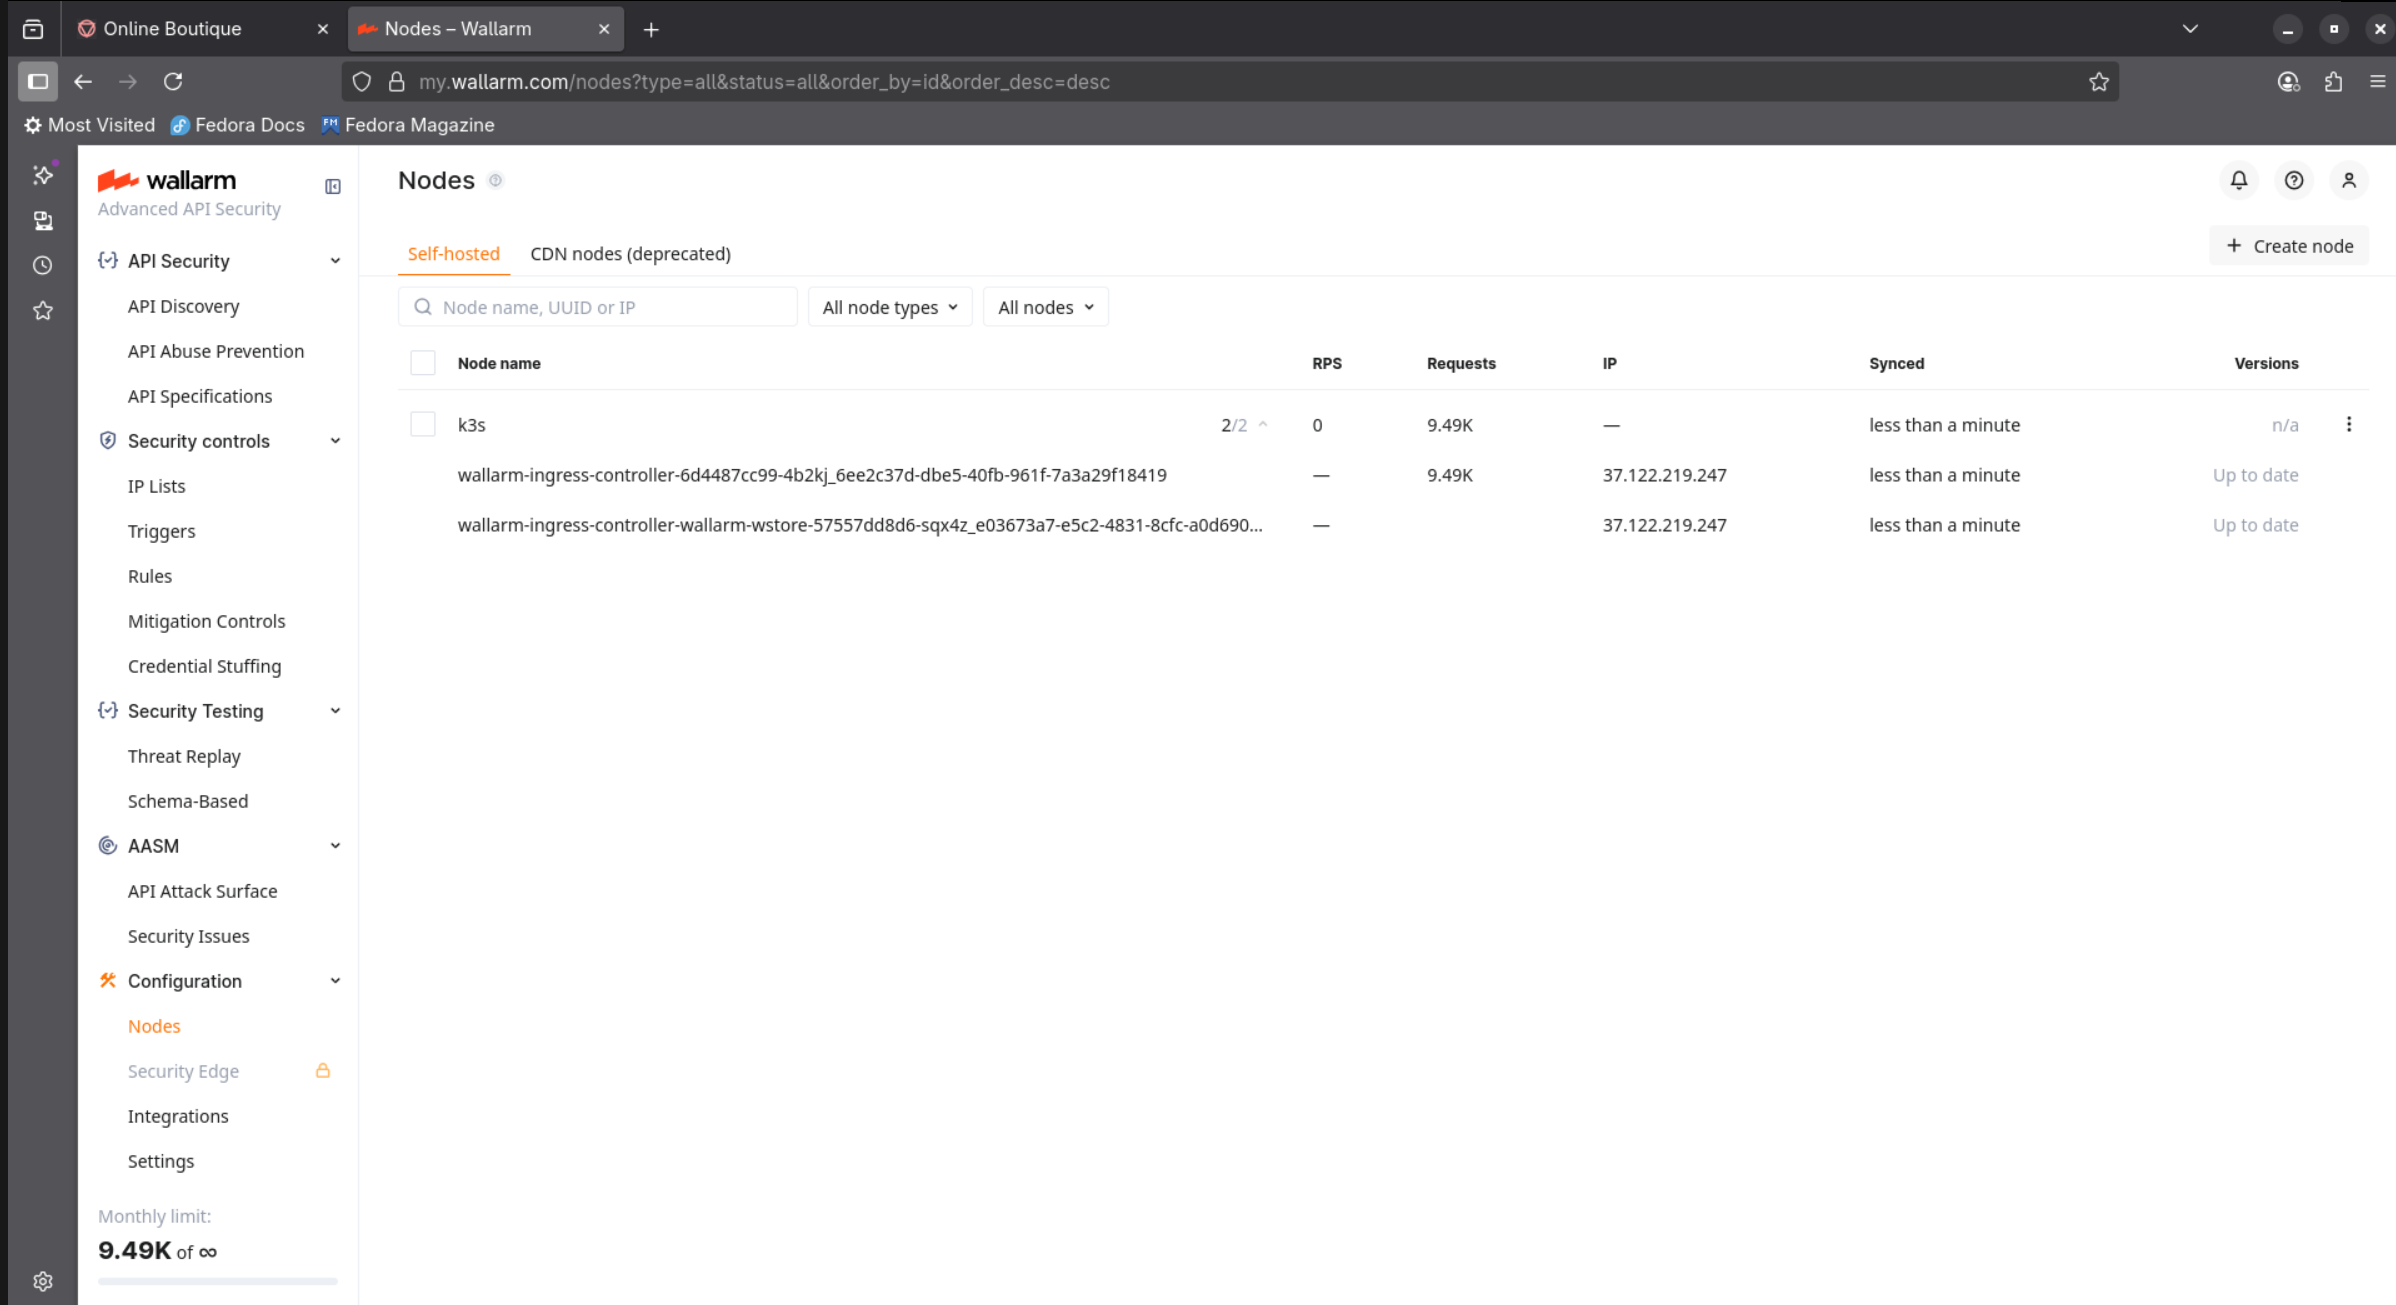 Online Boutique
Nodes – Wallarm
my.wallarm.com/nodes?type=all&status=all&order_by=id&order_desc=desc
Most Visited
Fedora Docs
FM Fedora Magazine
wallarm
Advanced API Security
API Security
API Discovery
API Abuse Prevention
API Specifications
Security controls
IP Lists
Triggers
Rules
Mitigation Controls
Credential Stuffing
Security Testing
Threat Replay
Schema-Based
AASM
API Attack Surface
Security Issues
Configuration
Nodes
Security Edge
Integrations
Settings
Monthly limit:
9.49K of ∞
Nodes
Self-hosted
CDN nodes (deprecated)
Create node
Node name, UUID or IP
All node types
All nodes
Node name RPS Requests IP Synced Versions
k3s 2/2 0 9.49K — less than a minute n/a
wallarm-ingress-controller-6d4487cc99-4b2kj_6ee2c37d-dbe5-40fb-961f-7a3a29f18419 — 9.49K 37.122.219.247 less than a minute Up to date
wallarm-ingress-controller-wallarm-wstore-57557dd8d6-sqx4z_e03673a7-e5c2-4831-8cfc-a0d690... — 37.122.219.247 less than a minute Up to date